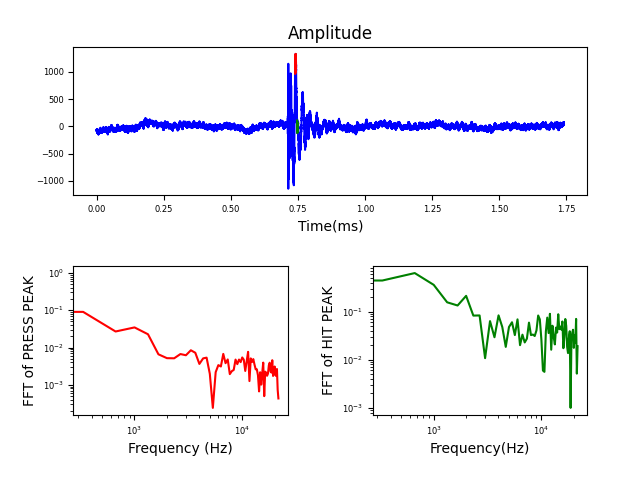 Amplitude
1000
500
0
−500
−1000
0.00 0.25 0.50 0.75 1.00 1.25 1.50 1.75
Time(ms)
FFT of PRESS PEAK
10⁰
10⁻¹
10⁻²
10⁻³
10³ 10⁴
Frequency (Hz)
FFT of HIT PEAK
10⁻¹
10⁻²
10⁻³
10³ 10⁴
Frequency(Hz)